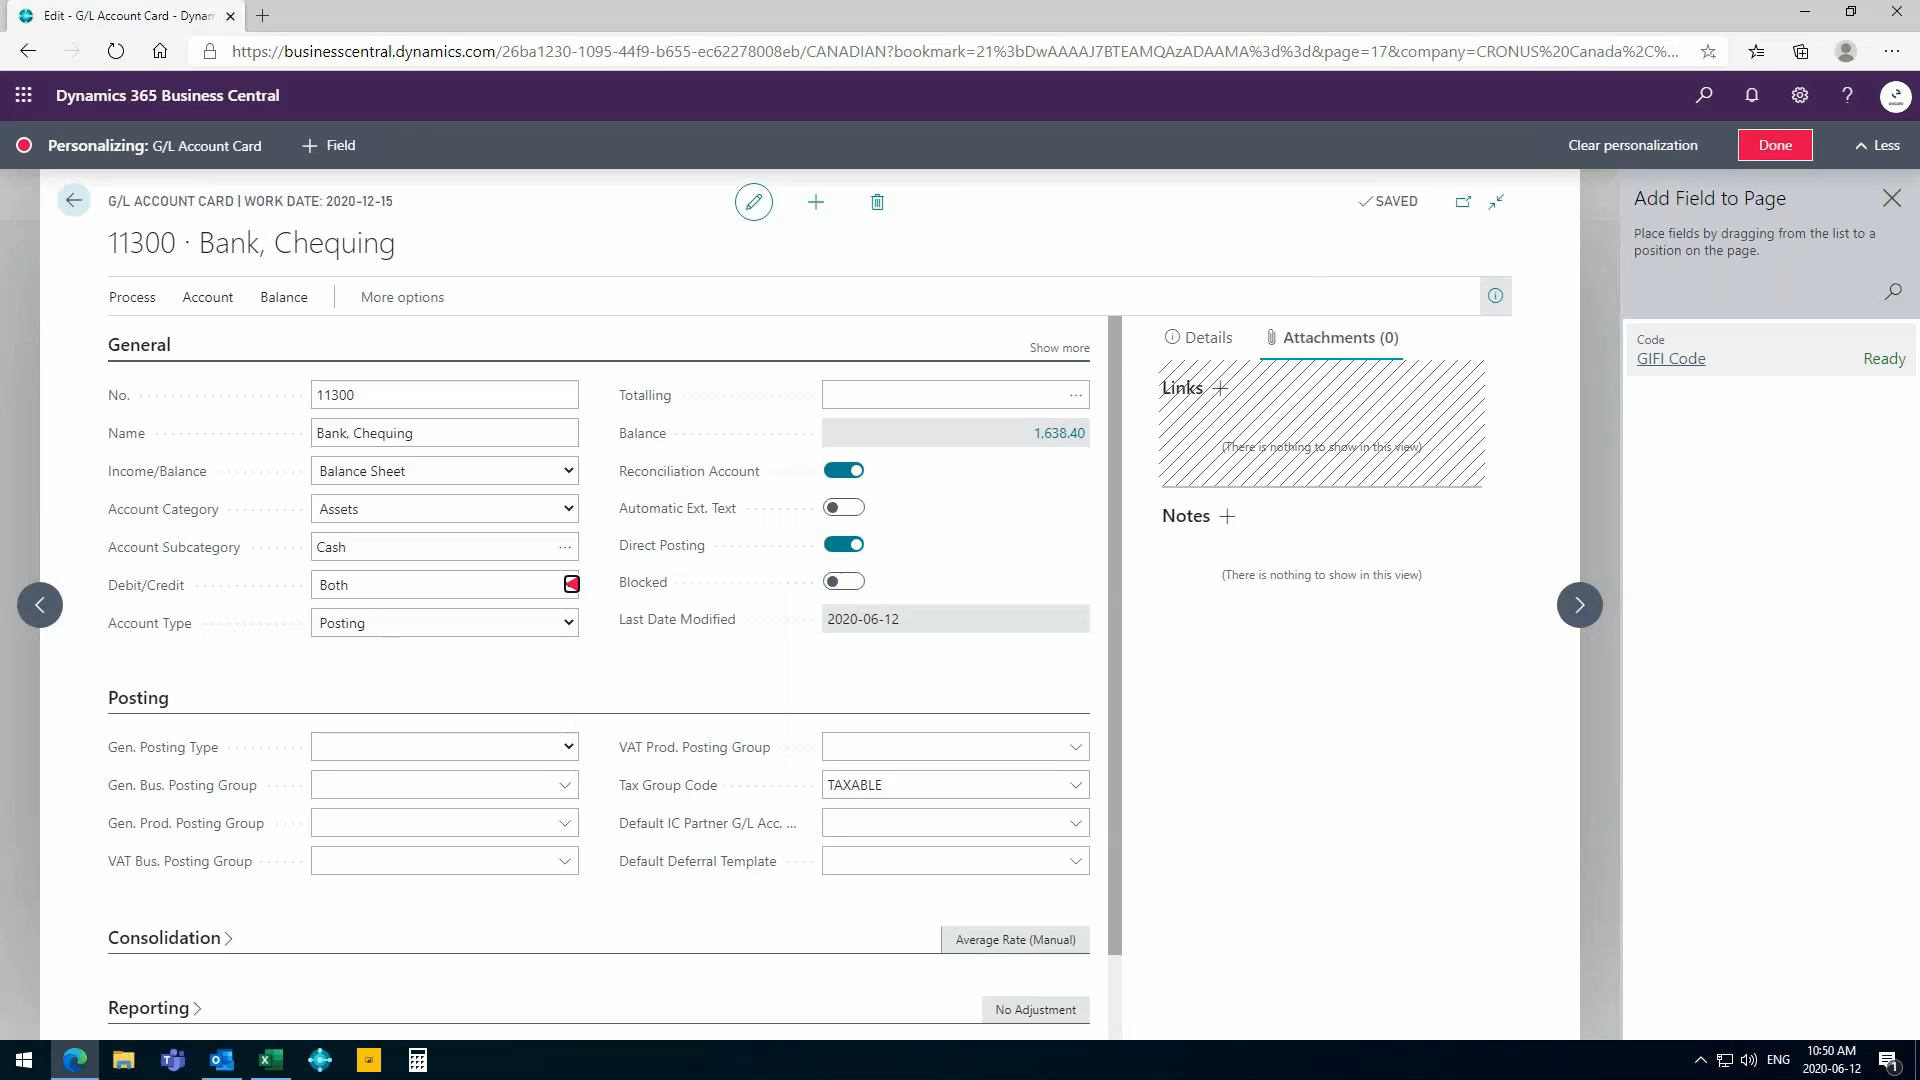 Edit - G/L Account Card - Dynam
https://businesscentral.dynamics.com/26ba1230-1095-44f9-b655-ec62278008eb/CANADIAN?bookmark=21%3bDwAAAAJ7BTEAMQAzADAAMA%3d%3d&page=17&company=CRONUS%20Canada%2C%...
Dynamics 365 Business Central
Personalizing: G/L Account Card
Field
Clear personalization
Done
Less
G/L ACCOUNT CARD | WORK DATE: 2020-12-15
SAVED
11300 · Bank, Chequing
Process Account Balance More options
General
Show more
No. 11300
Name Bank, Chequing
Income/Balance Balance Sheet
Account Category Assets
Account Subcategory Cash
Debit/Credit Both
Account Type Posting
Totalling
Balance 1,638.40
Reconciliation Account
Automatic Ext. Text
Direct Posting
Blocked
Last Date Modified 2020-06-12
Posting
Gen. Posting Type
Gen. Bus. Posting Group
Gen. Prod. Posting Group
VAT Bus. Posting Group
VAT Prod. Posting Group
Tax Group Code TAXABLE
Default IC Partner G/L Acc. ...
Default Deferral Template
Consolidation
Average Rate (Manual)
Reporting
No Adjustment
Details
Attachments (0)
Links
(There is nothing to show in this view)
Notes
(There is nothing to show in this view)
Add Field to Page
Place fields by dragging from the list to a
position on the page.
Code
GIFI Code Ready
ENG
10:50 AM
2020-06-12
1